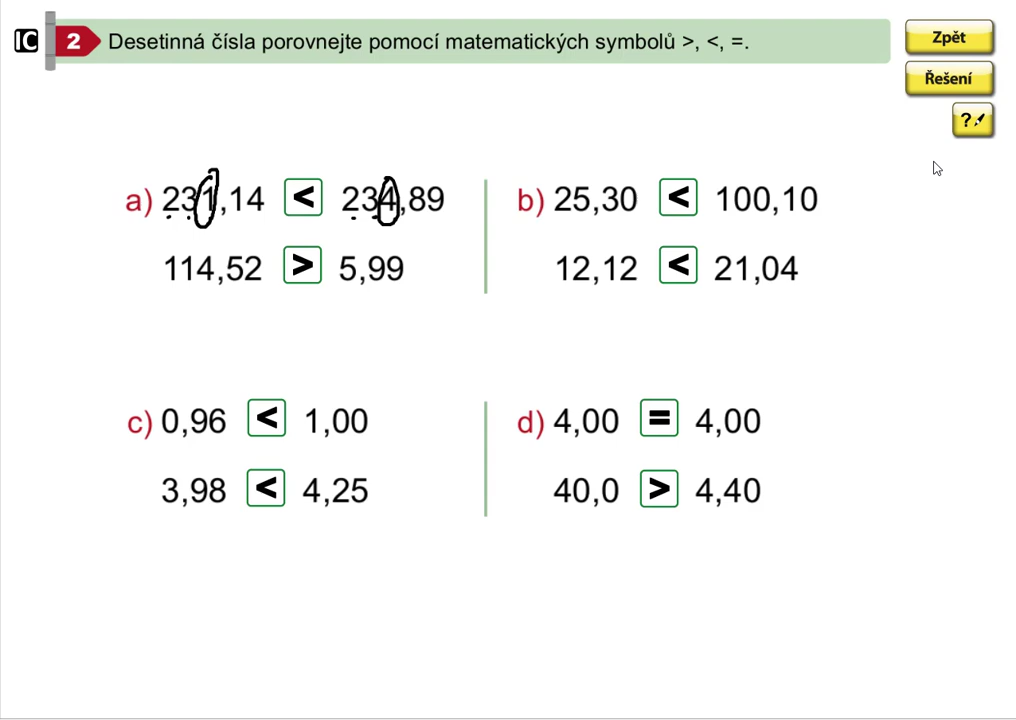 IC 2 Desetinná čísla porovnejte pomocí matematických symbolů >, <, =.
Zpět
Řešení
?
a) 231,14 < 234,89
114,52 > 5,99
b) 25,30 < 100,10
12,12 < 21,04
c) 0,96 < 1,00
3,98 < 4,25
d) 4,00 = 4,00
40,0 > 4,40